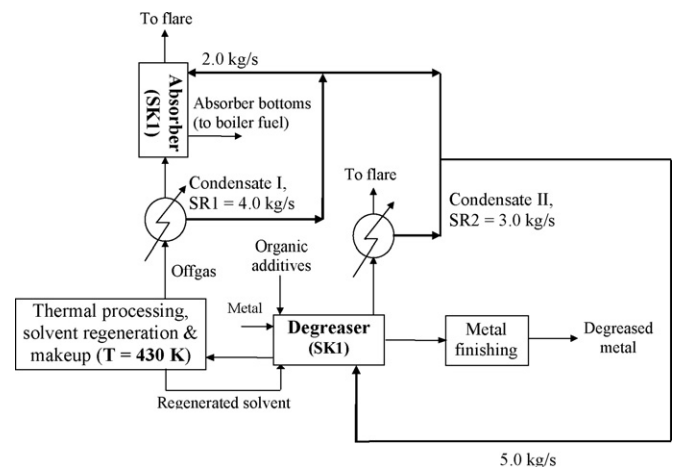 To flare
2.0 kg/s
Absorber
(SK1)
Absorber bottoms
(to boiler fuel)
To flare
Condensate I,
SR1 = 4.0 kg/s
Condensate II,
SR2 = 3.0 kg/s
Organic
additives
Offgas
Thermal processing,
solvent regeneration &
makeup (T = 430 K)
Metal
Degreaser
(SK1)
Metal
finishing
Degreased
metal
Regenerated solvent
5.0 kg/s